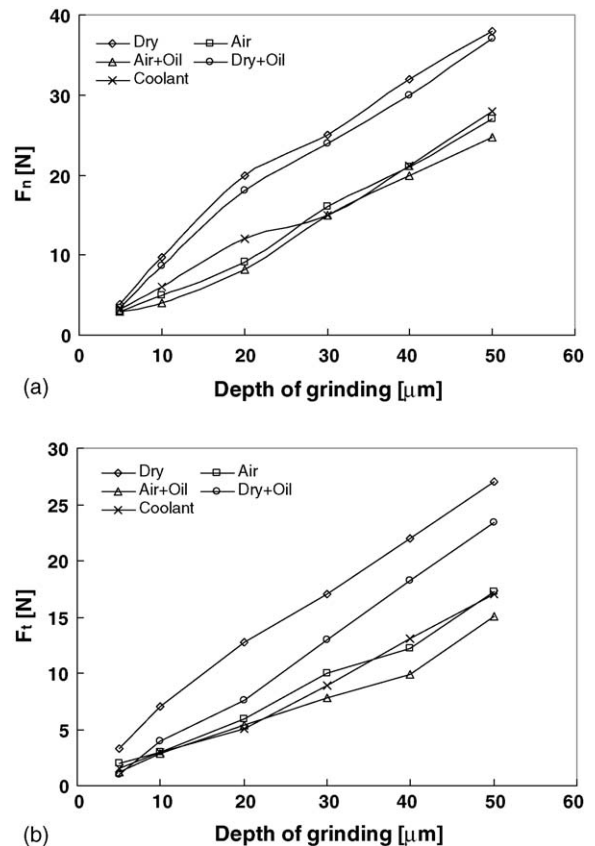 40
Dry Air
Air+Oil Dry+Oil
Coolant
30
Fn [N]
20
10
0
0 10 20 30 40 50 60
(a) Depth of grinding [μm]
30
Dry Air
Air+Oil Dry+Oil
25
Coolant
20
Ft [N]
15
10
5
0
0 10 20 30 40 50 60
(b) Depth of grinding [μm]